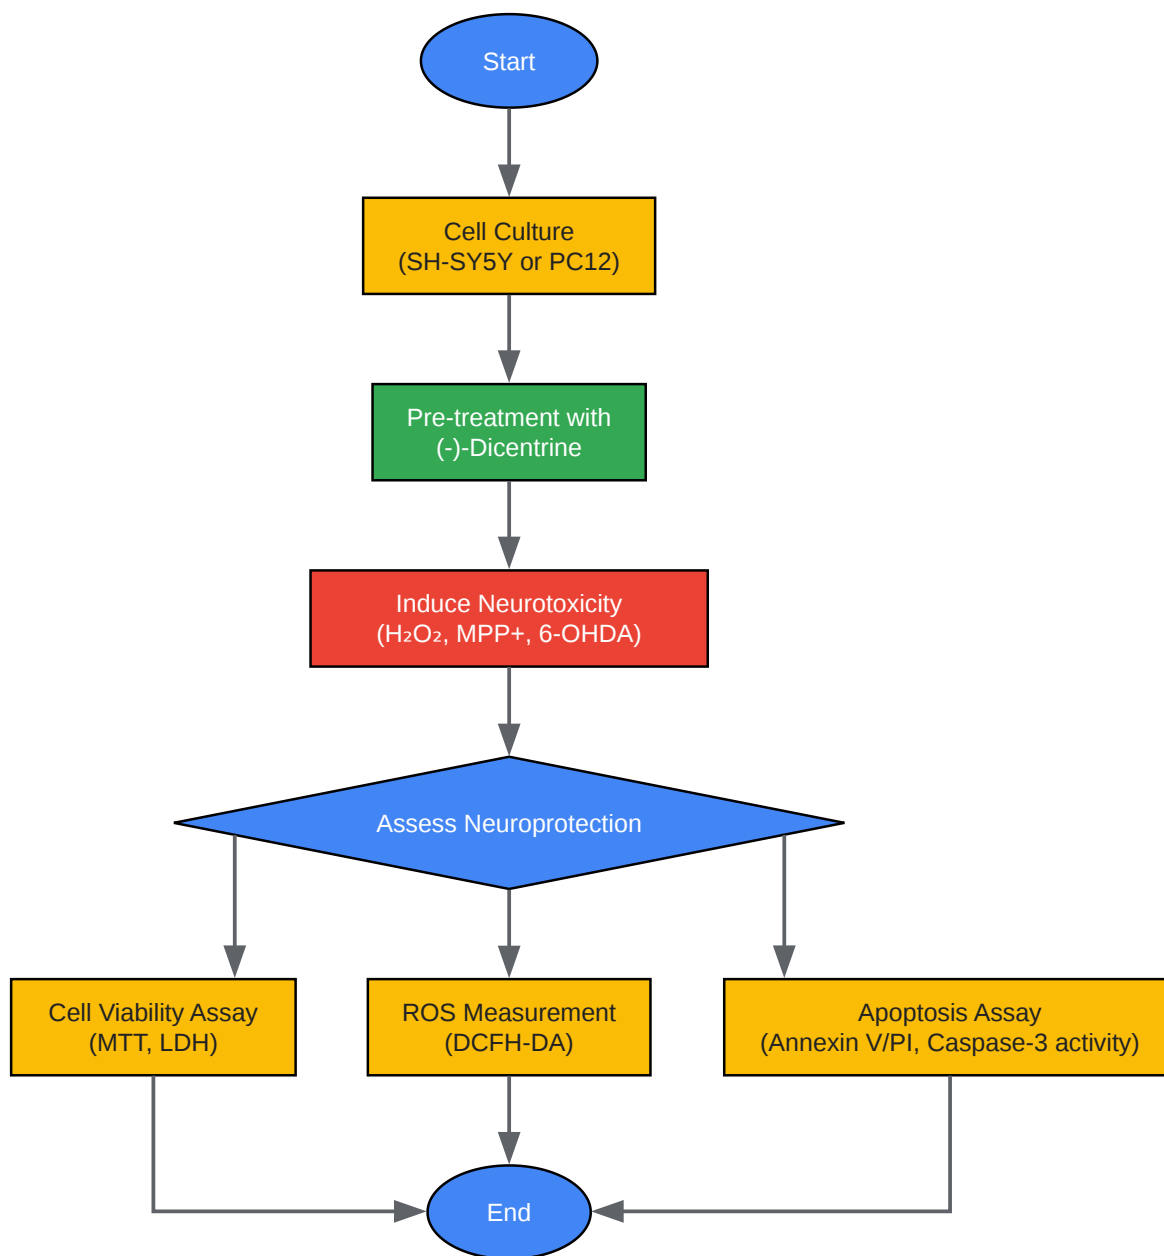 Start
Cell Culture
(SH-SY5Y or PC12)
Pre-treatment with
(-)-Dicentrine
Induce Neurotoxicity
(H₂O₂, MPP+, 6-OHDA)
Assess Neuroprotection
Cell Viability Assay
(MTT, LDH)
ROS Measurement
(DCFH-DA)
Apoptosis Assay
(Annexin V/PI, Caspase-3 activity)
End